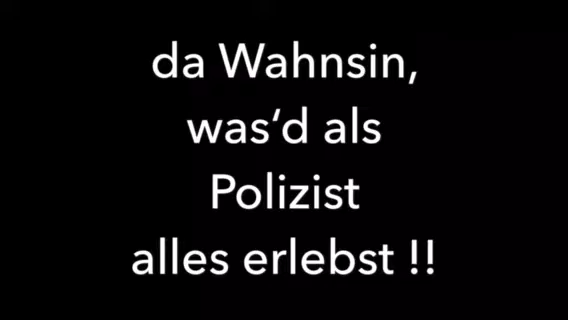 da Wahnsin,
was‘d als
Polizist
alles erlebst !!